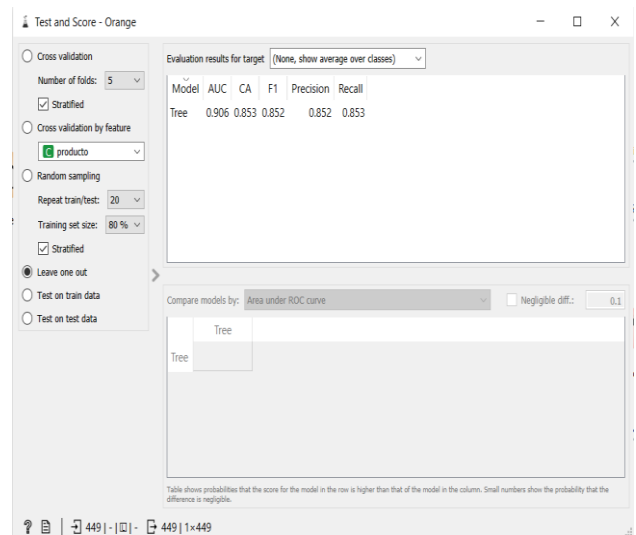 Test and Score - Orange
Cross validation
Number of folds: 5
Stratified
Cross validation by feature
C producto
Random sampling
Repeat train/test: 20
Training set size: 80 %
Stratified
Leave one out
Test on train data
Test on test data
Evaluation results for target (None, show average over classes)
Model AUC CA F1 Precision Recall
Tree 0.906 0.853 0.852 0.852 0.853
Compare models by: Area under ROC curve Negligible diff.: 0.1
Tree
Tree
Table shows probabilities that the score for the model in the row is higher than that of the model in the column. Small numbers show the probability that the
difference is negligible.
? 449 | - | - 449 | 1×449